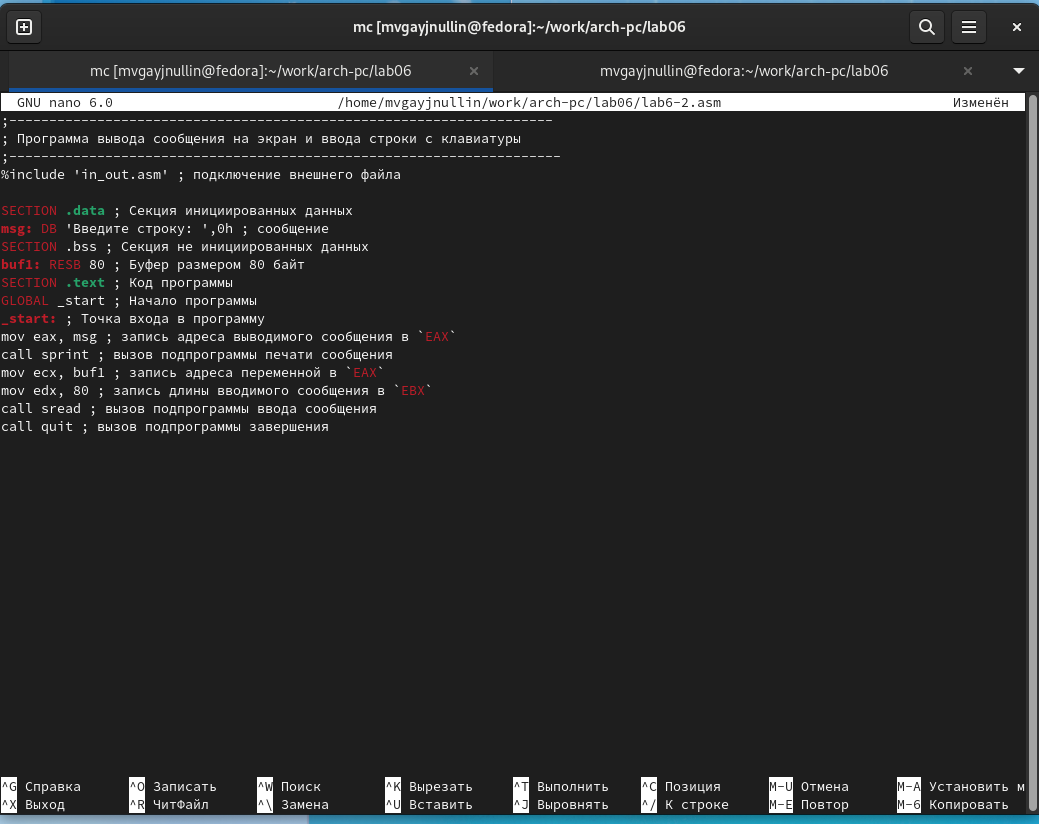 mc [mvgayjnullin@fedora]:~/work/arch-pc/lab06
mc [mvgayjnullin@fedora]:~/work/arch-pc/lab06 mvgayjnullin@fedora:~/work/arch-pc/lab06
GNU nano 6.0 /home/mvgayjnullin/work/arch-pc/lab06/lab6-2.asm Изменён
;--------------------------------------------------------------------
; Программа вывода сообщения на экран и ввода строки с клавиатуры
;---------------------------------------------------------------------
%include 'in_out.asm' ; подключение внешнего файла
SECTION .data ; Секция инициированных данных
msg: DB 'Введите строку: ',0h ; сообщение
SECTION .bss ; Секция не инициированных данных
buf1: RESB 80 ; Буфер размером 80 байт
SECTION .text ; Код программы
GLOBAL _start ; Начало программы
_start: ; Точка входа в программу
mov eax, msg ; запись адреса выводимого сообщения в `EAX`
call sprint ; вызов подпрограммы печати сообщения
mov ecx, buf1 ; запись адреса переменной в `EAX`
mov edx, 80 ; запись длины вводимого сообщения в `EBX`
call sread ; вызов подпрограммы ввода сообщения
call quit ; вызов подпрограммы завершения
^G Справка ^O Записать ^W Поиск ^K Вырезать ^T Выполнить ^C Позиция M-U Отмена M-A Установить м
^X Выход ^R ЧитФайл ^\ Замена ^U Вставить ^J Выровнять ^/ К строке M-E Повтор M-6 Копировать